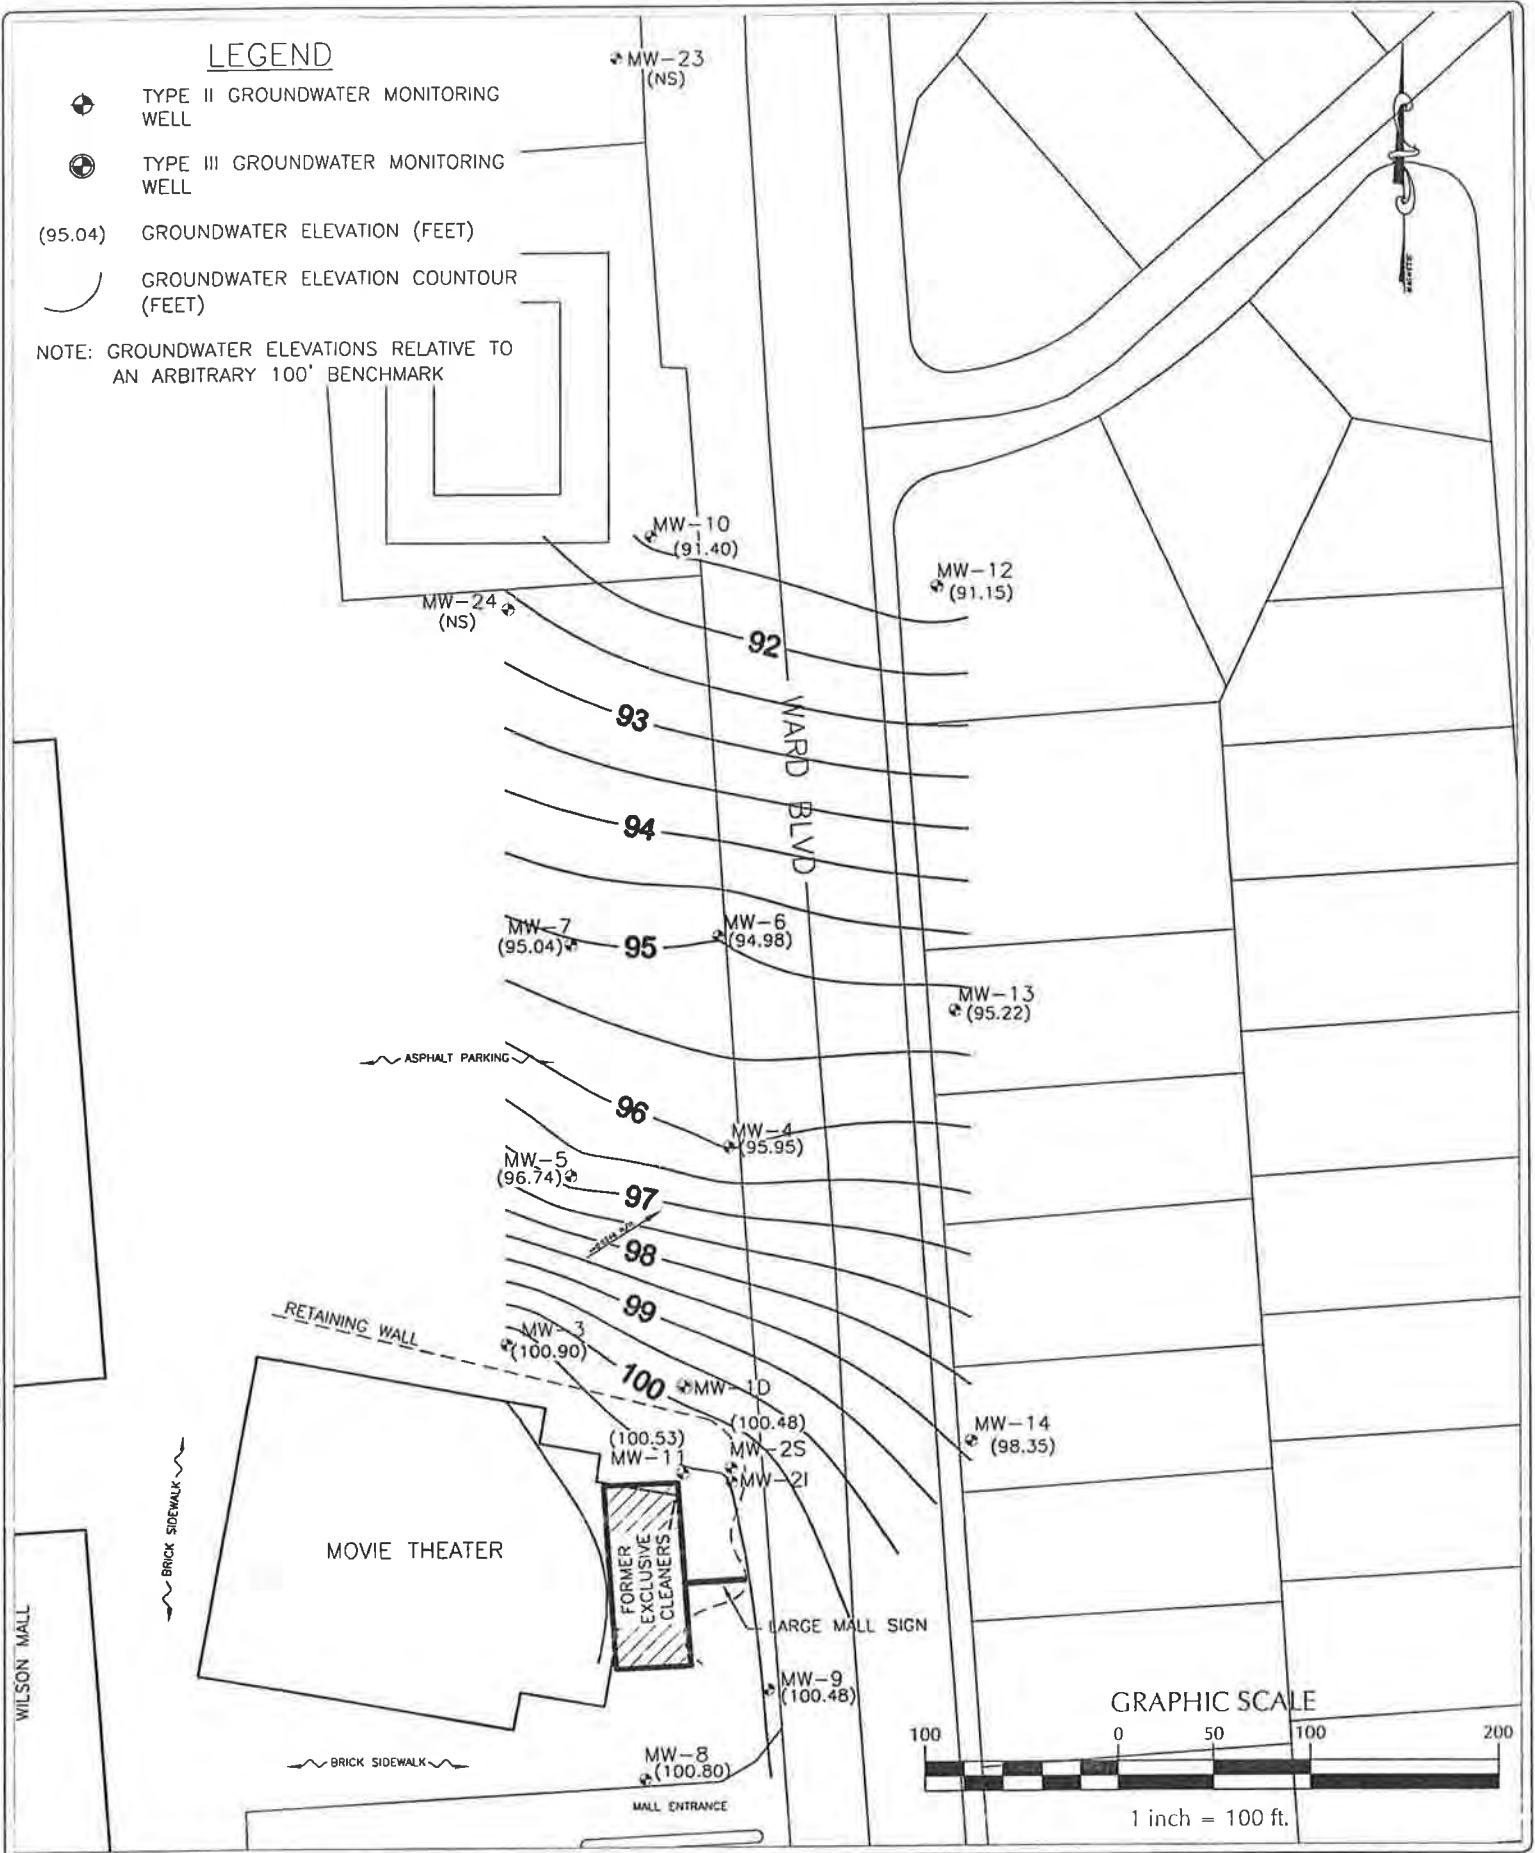 LEGEND
TYPE II GROUNDWATER MONITORING
WELL
TYPE III GROUNDWATER MONITORING
WELL
(95.04) GROUNDWATER ELEVATION (FEET)
GROUNDWATER ELEVATION COUNTOUR
(FEET)
NOTE: GROUNDWATER ELEVATIONS RELATIVE TO
AN ARBITRARY 100' BENCHMARK
MW-23
(NS)
MW-10
(91.40)
MW-12
(91.15)
MW-24
(NS)
92
93
WARD BLVD
94
MW-7
(95.04)
95
MW-6
(94.98)
MW-13
(95.22)
ASPHALT PARKING
96
MW-4
(95.95)
MW-5
(96.74)
97
98
99
RETAINING WALL
MW-3
(100.90)
100
MW-1D
(100.48)
(100.53)
MW-11
MW-2S
MW-2I
MW-14
(98.35)
BRICK SIDEWALK
MOVIE THEATER
FORMER
EXCLUSIVE
CLEANERS
LARGE MALL SIGN
WILSON MALL
MW-9
(100.48)
BRICK SIDEWALK
MW-8
(100.80)
MALL ENTRANCE
GRAPHIC SCALE
100 0 50 100 200
1 inch = 100 ft.